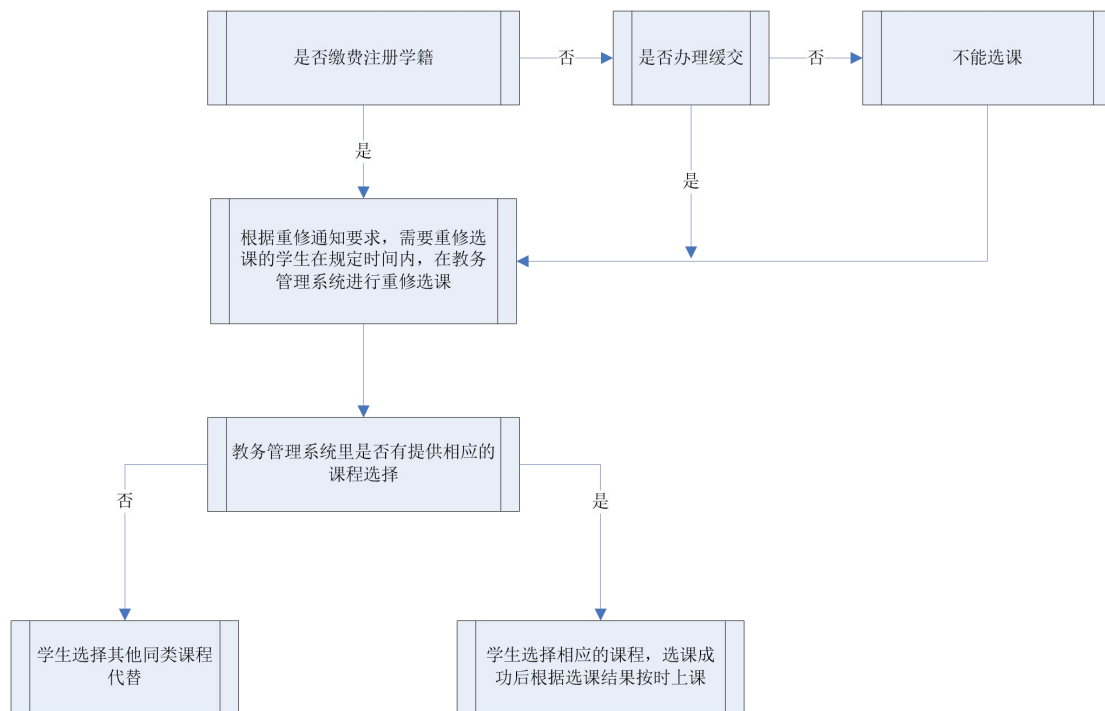 是否缴费注册学籍
否
是否办理缓交
否
不能选课
是
是
根据重修通知要求，需要重修选
课的学生在规定时间内，在教务
管理系统进行重修选课
教务管理系统里是否有提供相应的
课程选择
否
是
学生选择其他同类课程
代替
学生选择相应的课程，选课成
功后根据选课结果按时上课